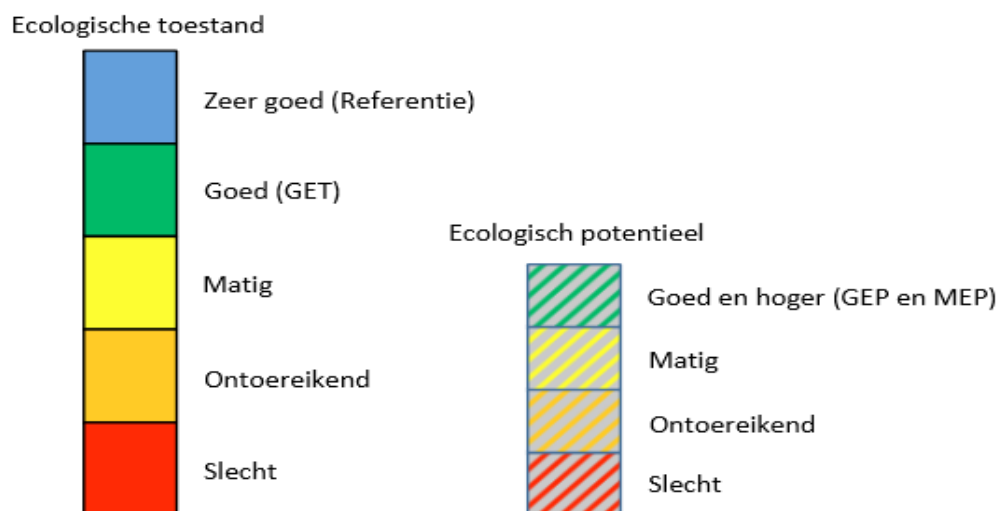 Ecologische toestand
Zeer goed (Referentie)
Goed (GET)
Matig
Ontoereikend
Slecht
Ecologisch potentieel
Goed en hoger (GEP en MEP)
Matig
Ontoereikend
Slecht